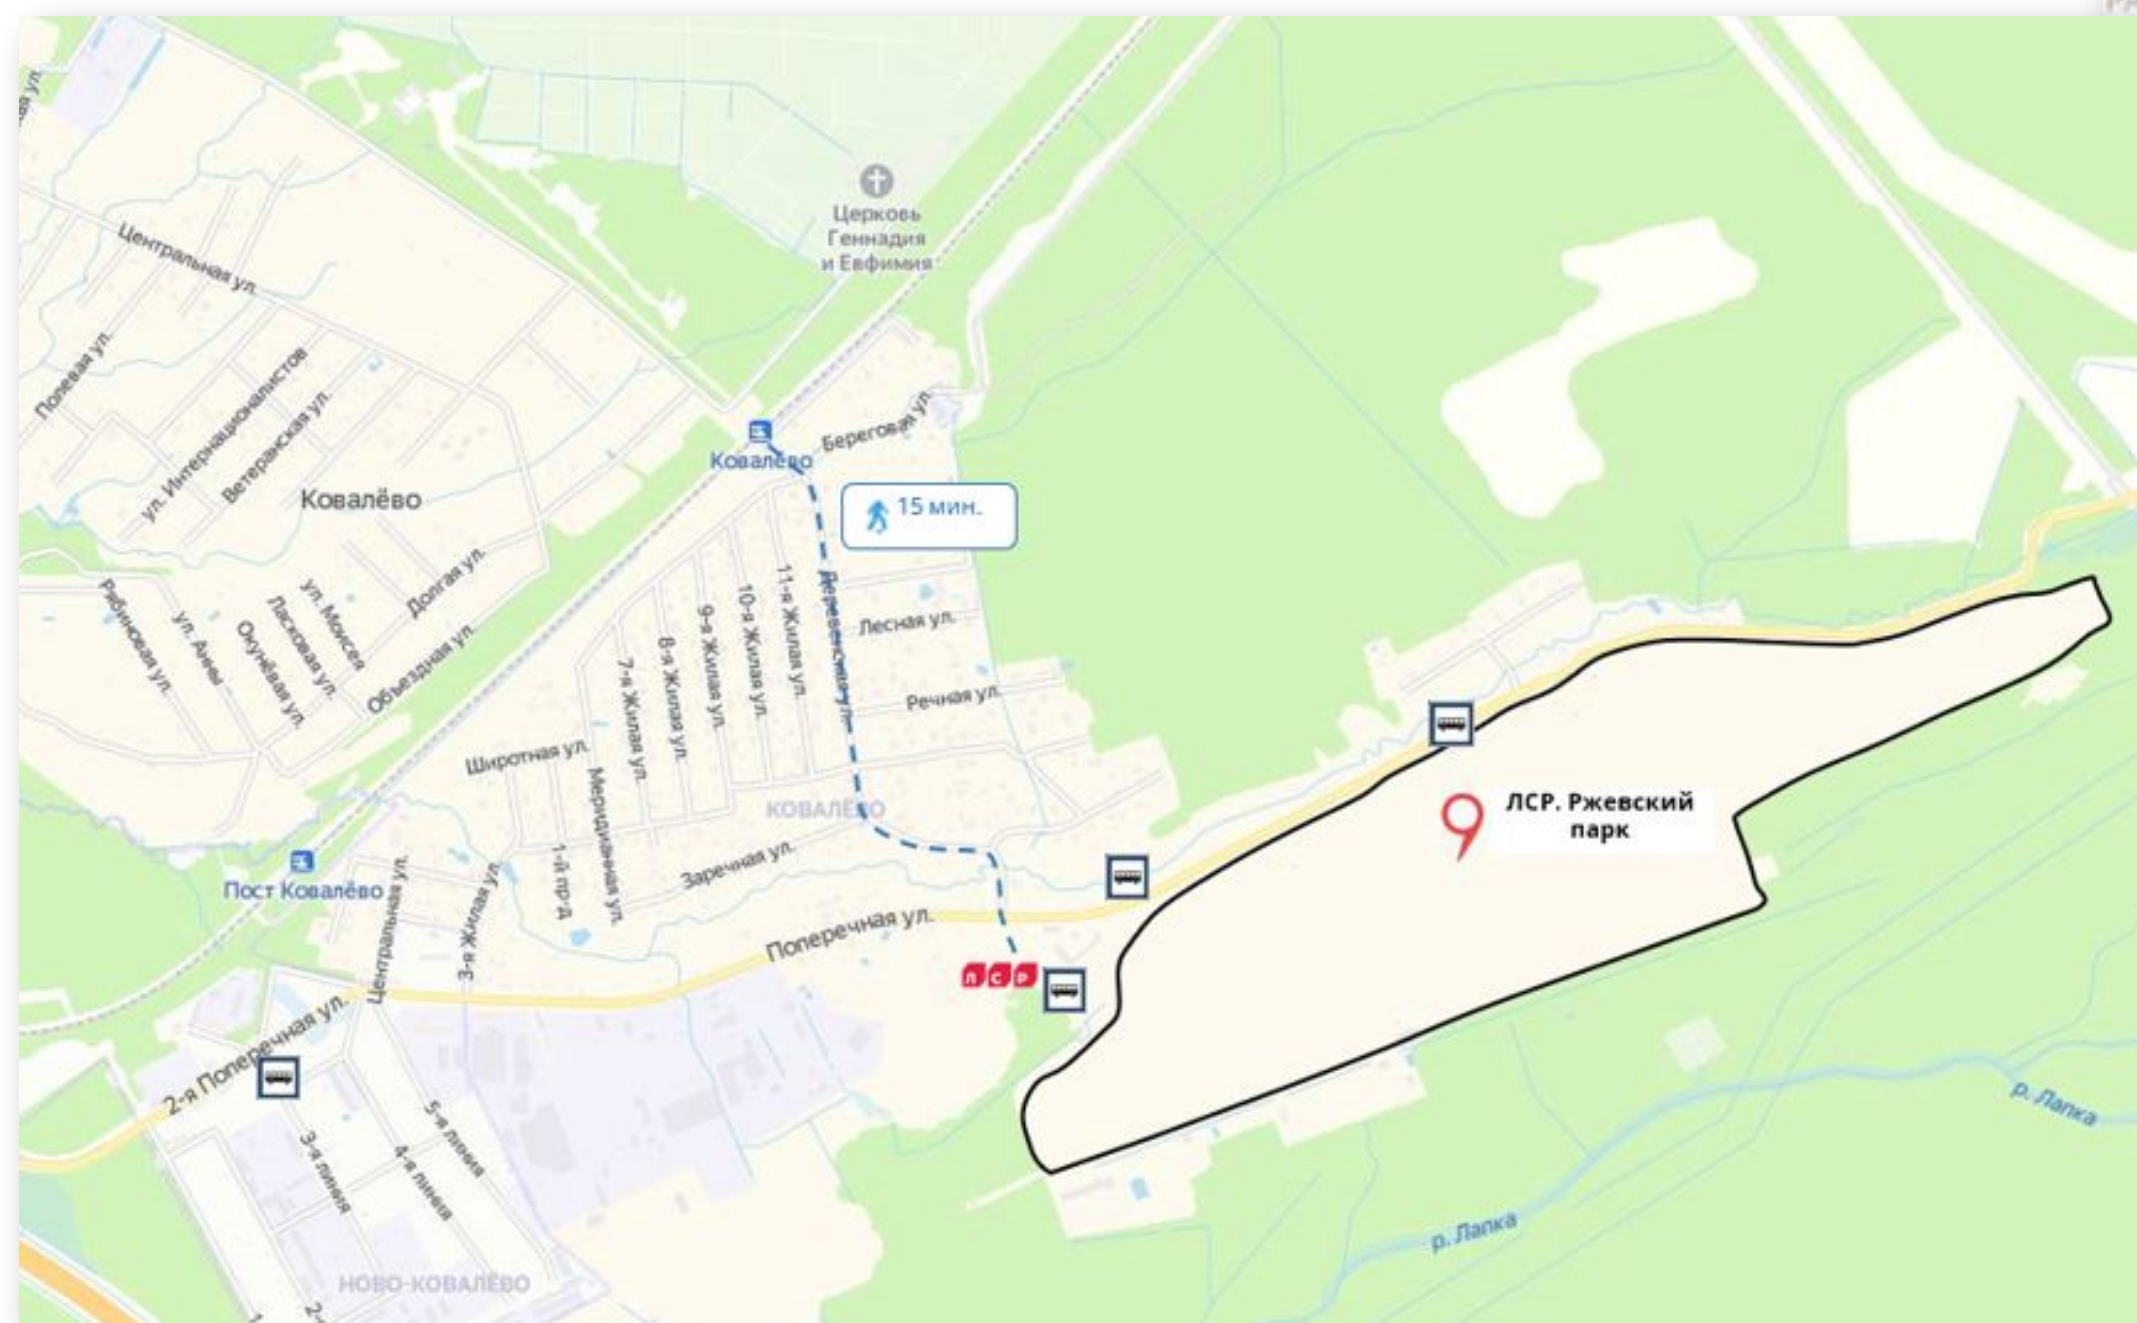 Церковь
Геннадия
и Евфимия
Центральная ул.
Полевая ул.
ул. Интернационалистов
Ветеранская ул.
Ковалёво
Ковалёво
Береговая ул.
15 мин.
Рябиновая ул.
ул. Анны
Окунёвая ул.
Ласковая ул.
ул. Моисея
Долгая ул.
Объездная ул.
11-я Жилая ул.
10-я Жилая ул.
9-я Жилая ул.
8-я Жилая ул.
7-я Жилая ул.
Деревенская ул.
Лесная ул.
Речная ул.
Широтная ул.
Меридианная ул.
КОВАЛЁВО
ЛСР. Ржевский
парк
1-й пр-д
Заречная ул.
Пост Ковалёво
Центральная ул.
3-я Жилая ул.
Поперечная ул.
ЛСР
2-я Поперечная ул.
3-я линия
4-я линия
5-я линия
р. Лапка
р. Лапка
НОВО-КОВАЛЁВО